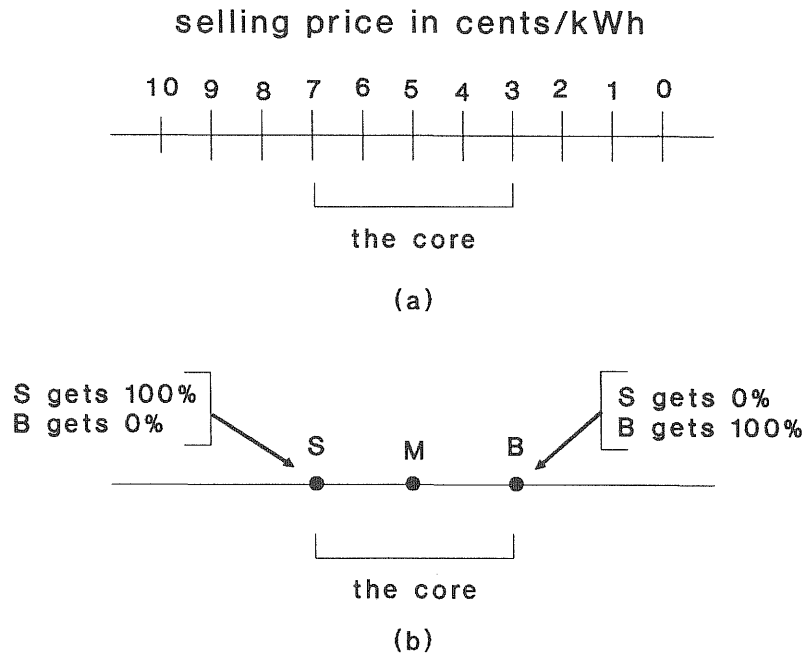 selling price in cents/kWh
10 9 8 7 6 5 4 3 2 1 0
the core
(a)
S gets 100%
B gets 0%
S gets 0%
B gets 100%
S M B
the core
(b)